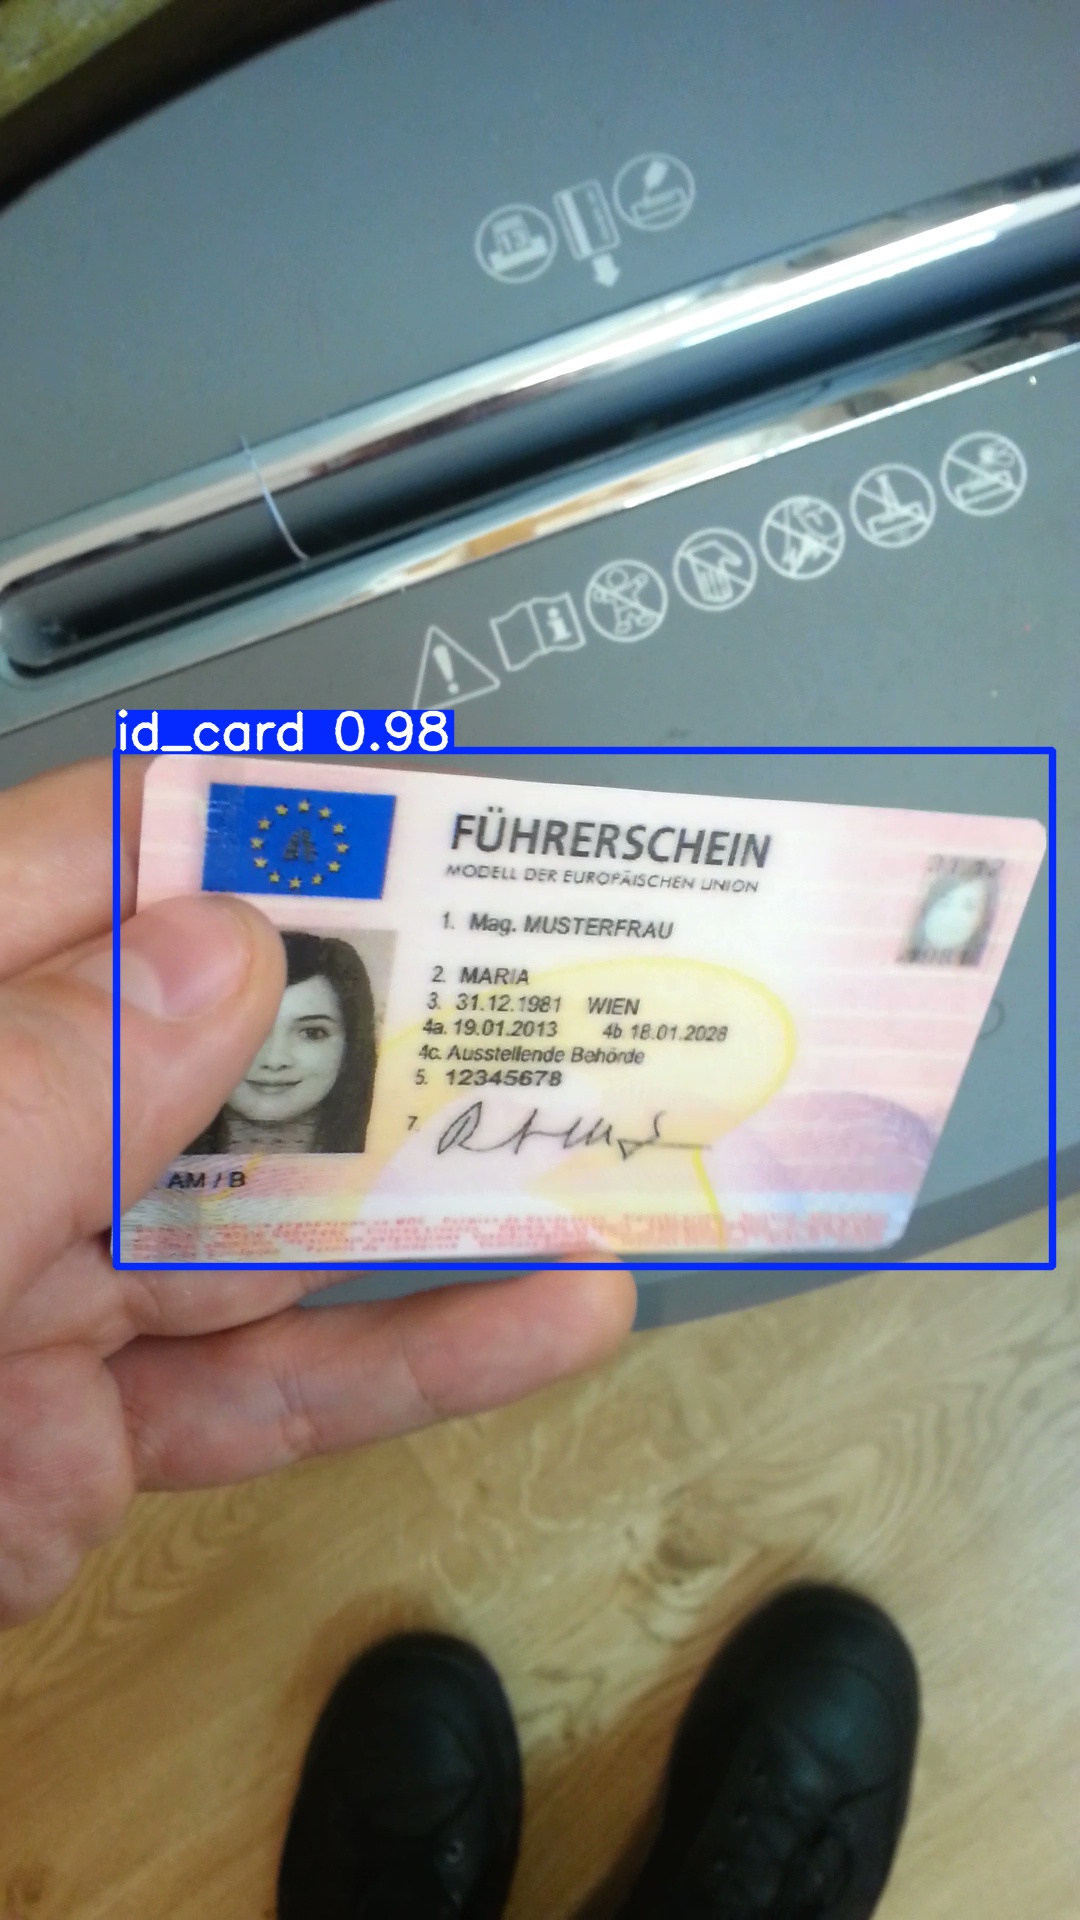 id_card 0.98
FÜHRERSCHEIN
MODELL DER EUROPÄISCHEN UNION
1. Mag. MUSTERFRAU
2. MARIA
3. 31.12.1981 WIEN
4a. 19.01.2013 4b. 18.01.2028
4c. Ausstellende Behörde
5. 12345678
7.
AM / B